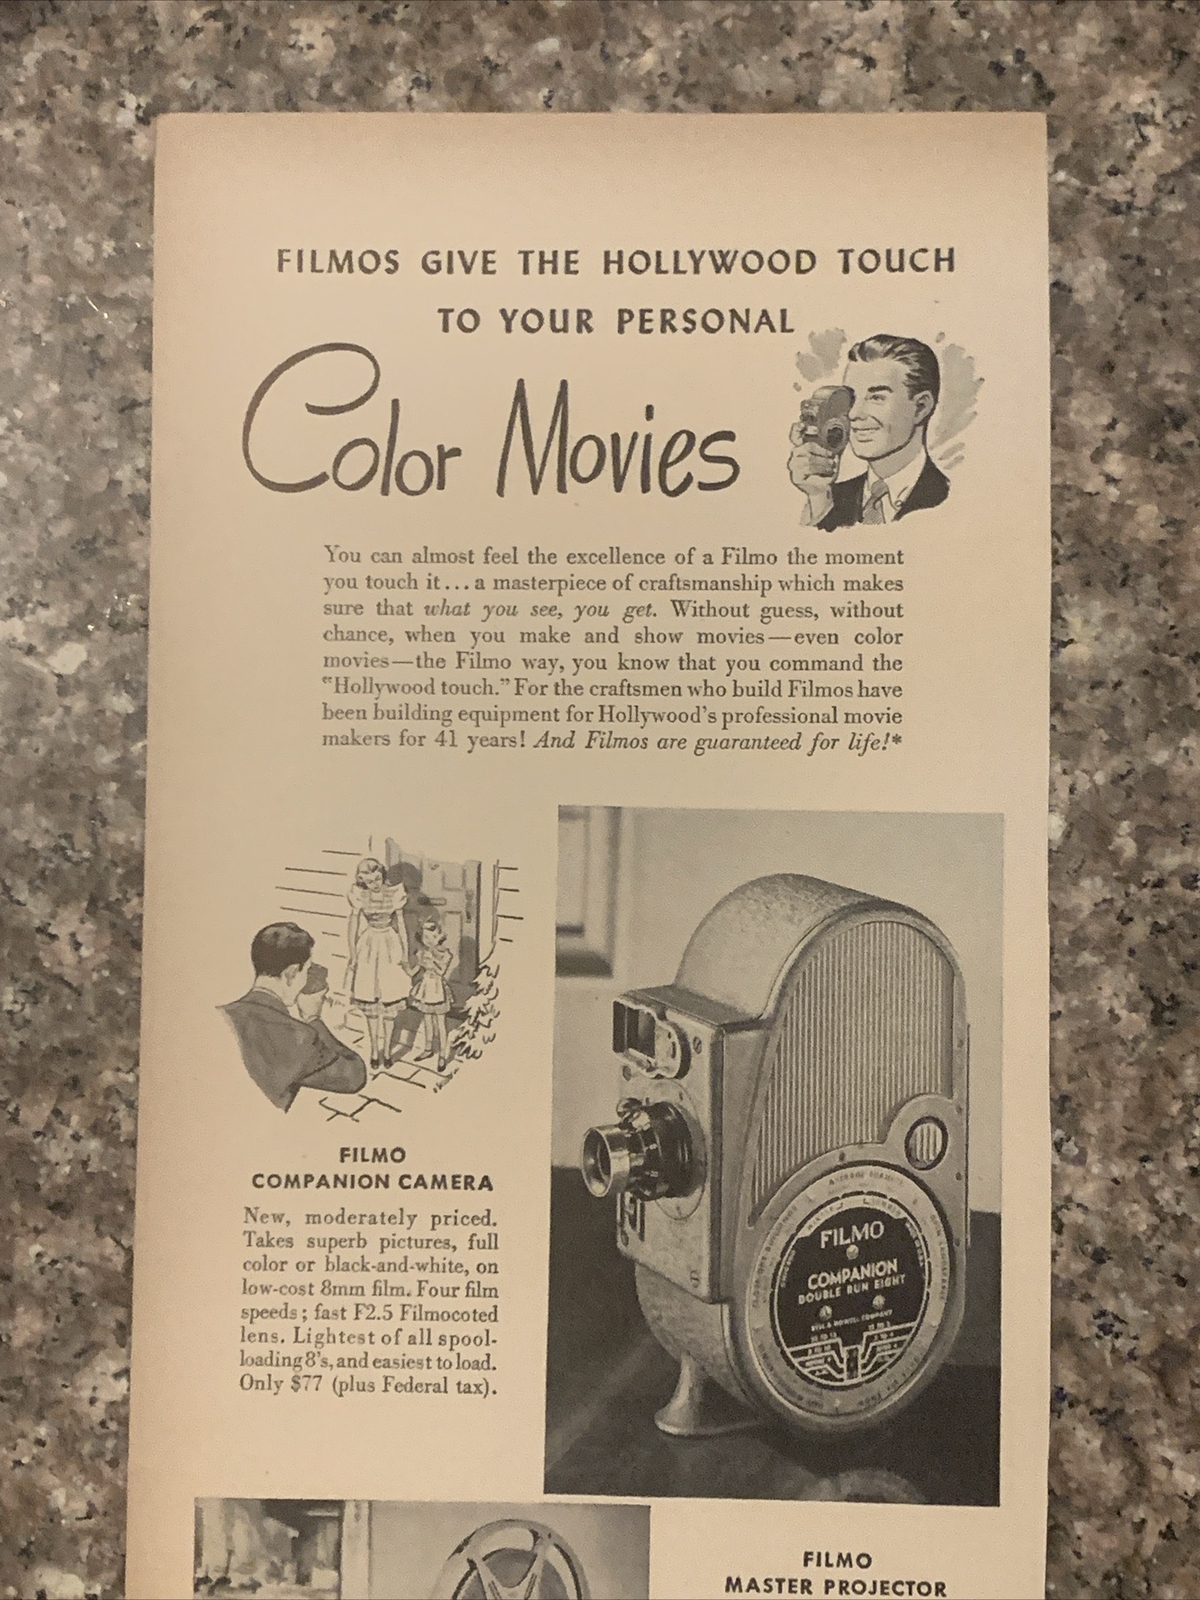 FILMOS GIVE THE HOLLYWOOD TOUCH
TO YOUR PERSONAL
Color Movies
You can almost feel the excellence of a Filmo the moment
you touch it...a masterpiece of craftsmanship which makes
sure that what you see, you get. Without guess, without
chance, when you make and show movies—even color
movies—the Filmo way, you know that you command the
"Hollywood touch." For the craftsmen who build Filmos have
been building equipment for Hollywood's professional movie
makers for 41 years! And Filmos are guaranteed for life!*
FILMO
COMPANION CAMERA
New, moderately priced.
Takes superb pictures, full
color or black-and-white, on
low-cost 8mm film. Four film
speeds; fast F2.5 Filmocoted
lens. Lightest of all spool-
loading 8's, and easiest to load.
Only $77 (plus Federal tax).
FILMO
COMPANION
DOUBLE RUN EIGHT
BELL & HOWELL COMPANY
FILMO
MASTER PROJECTOR